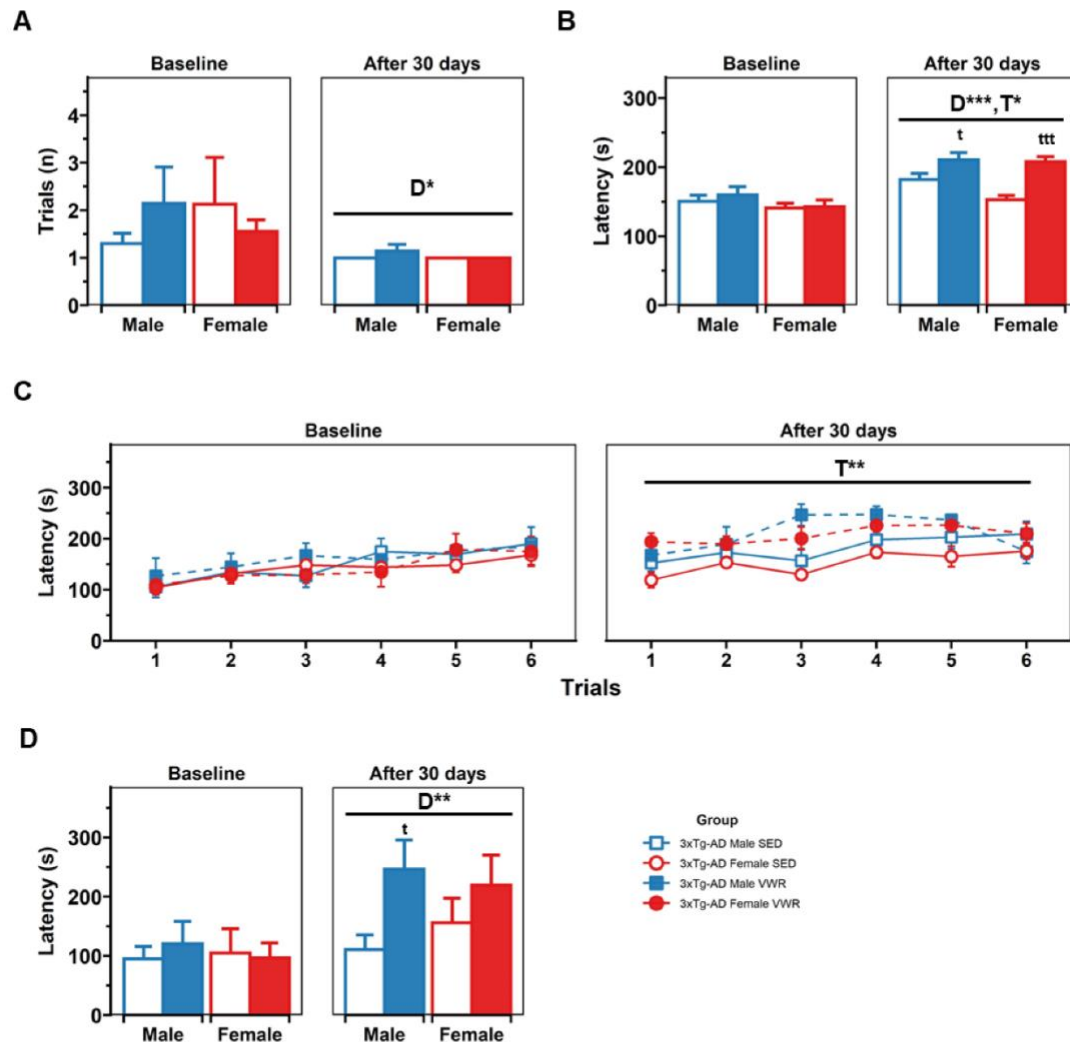 A
Baseline
After 30 days
Trials (n)
4
3
2
1
0
D*
Male
Female
Male
Female
B
Baseline
After 30 days
Latency (s)
300
200
100
0
D***,T*
t
ttt
Male
Female
Male
Female
C
Baseline
After 30 days
Latency (s)
300
200
100
0
T**
1 2 3 4 5 6
1 2 3 4 5 6
Trials
D
Baseline
After 30 days
Latency (s)
300
200
100
0
D**
t
Male
Female
Male
Female
Group
3xTg-AD Male SED
3xTg-AD Female SED
3xTg-AD Male VWR
3xTg-AD Female VWR